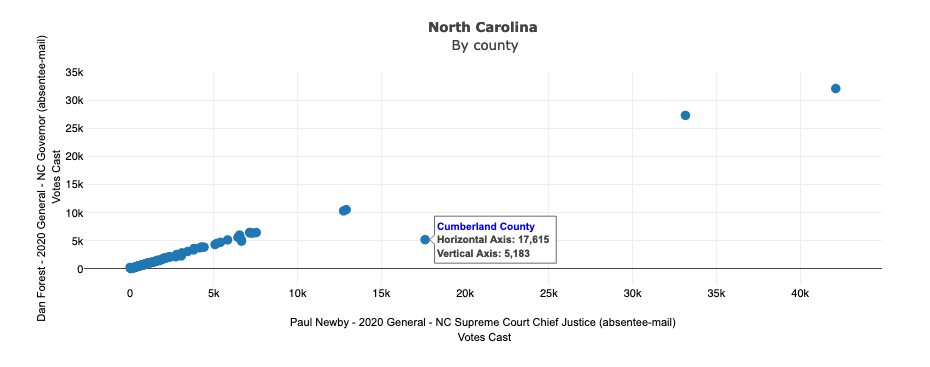 North Carolina
By county
Dan Forest - 2020 General - NC Governor (absentee-mail)
Votes Cast
35k
30k
25k
20k
15k
10k
5k
0
Cumberland County
Horizontal Axis: 17,615
Vertical Axis: 5,183
0
5k
10k
15k
20k
25k
30k
35k
40k
Paul Newby - 2020 General - NC Supreme Court Chief Justice (absentee-mail)
Votes Cast